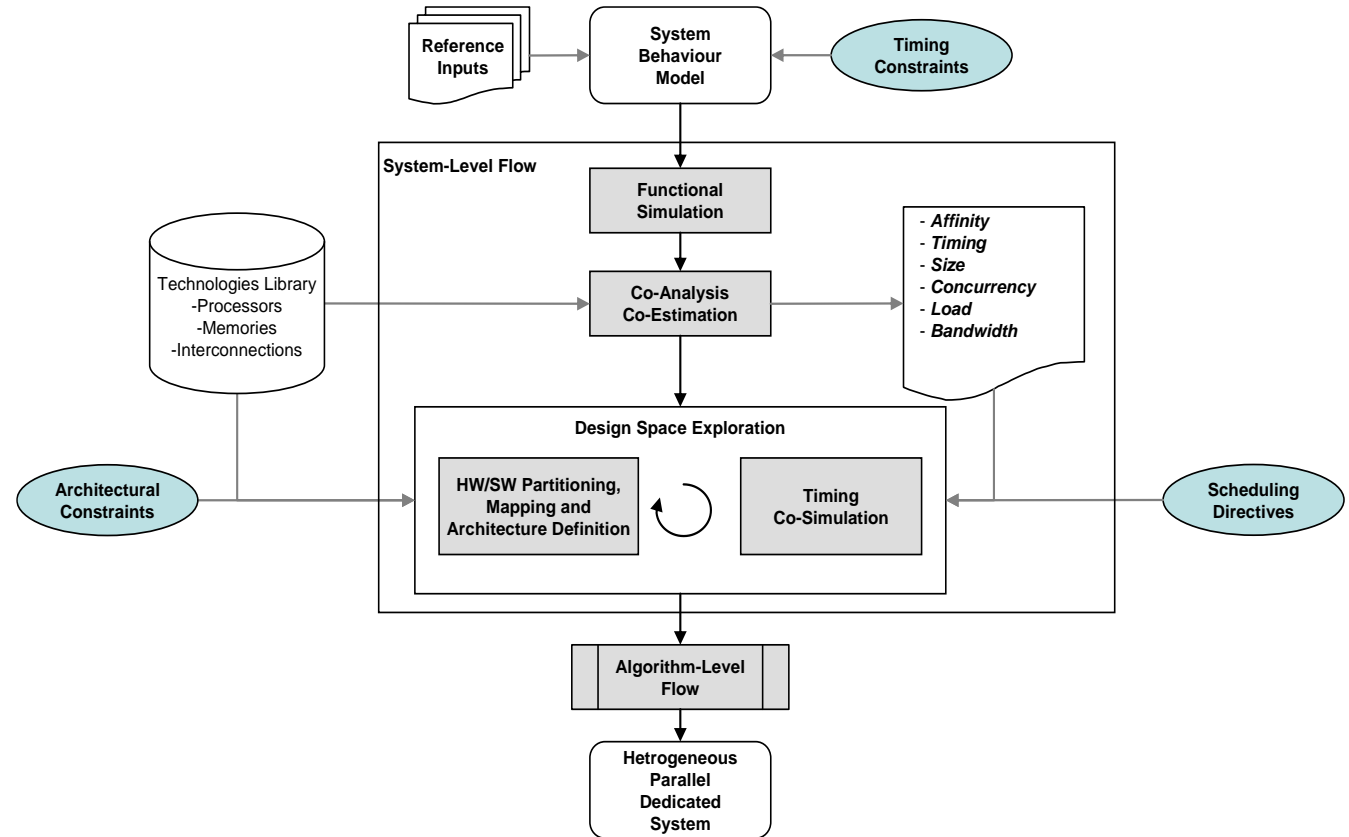 Reference
Inputs
System
Behaviour
Model
Timing
Constraints
System-Level Flow
Functional
Simulation
Technologies Library
-Processors
-Memories
-Interconnections
Co-Analysis
Co-Estimation
- Affinity
- Timing
- Size
- Concurrency
- Load
- Bandwidth
Design Space Exploration
Architectural
Constraints
HW/SW Partitioning,
Mapping and
Architecture Definition
Timing
Co-Simulation
Scheduling
Directives
Algorithm-Level
Flow
Hetrogeneous
Parallel
Dedicated
System